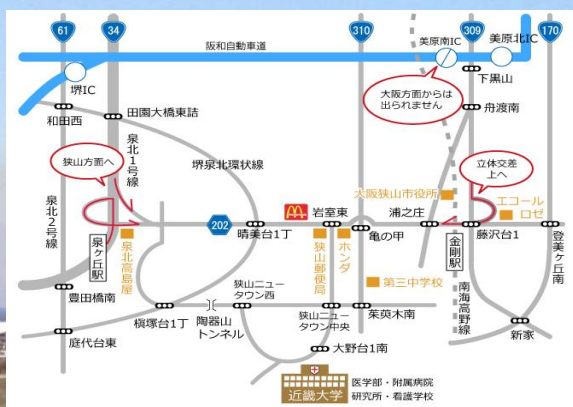 61
34
310
309
170
阪和自動車道
美原南IC
美原北IC
堺IC
下黒山
大阪方面からは
出られません
舟渡南
和田西
田園大橋東詰
泉北1号線
狭山方面へ
堺泉北環状線
立体交差
上へ
大阪狭山市役所
エコール
ロゼ
泉北2号線
202
岩室東
浦之庄
晴美台1丁
亀の甲
藤沢台1
泉ヶ丘駅
泉北高島屋
狭山郵便局
ホンダ
金剛駅
登美ヶ丘南
第三中学校
南海高野線
豊田橋南
狭山ニュー
タウン西
槇塚台1丁
陶器山
トンネル
狭山ニュー
タウン中央
茱萸木南
新家
庭代台東
大野台1南
近畿大学
医学部・附属病院
研究所・看護学校